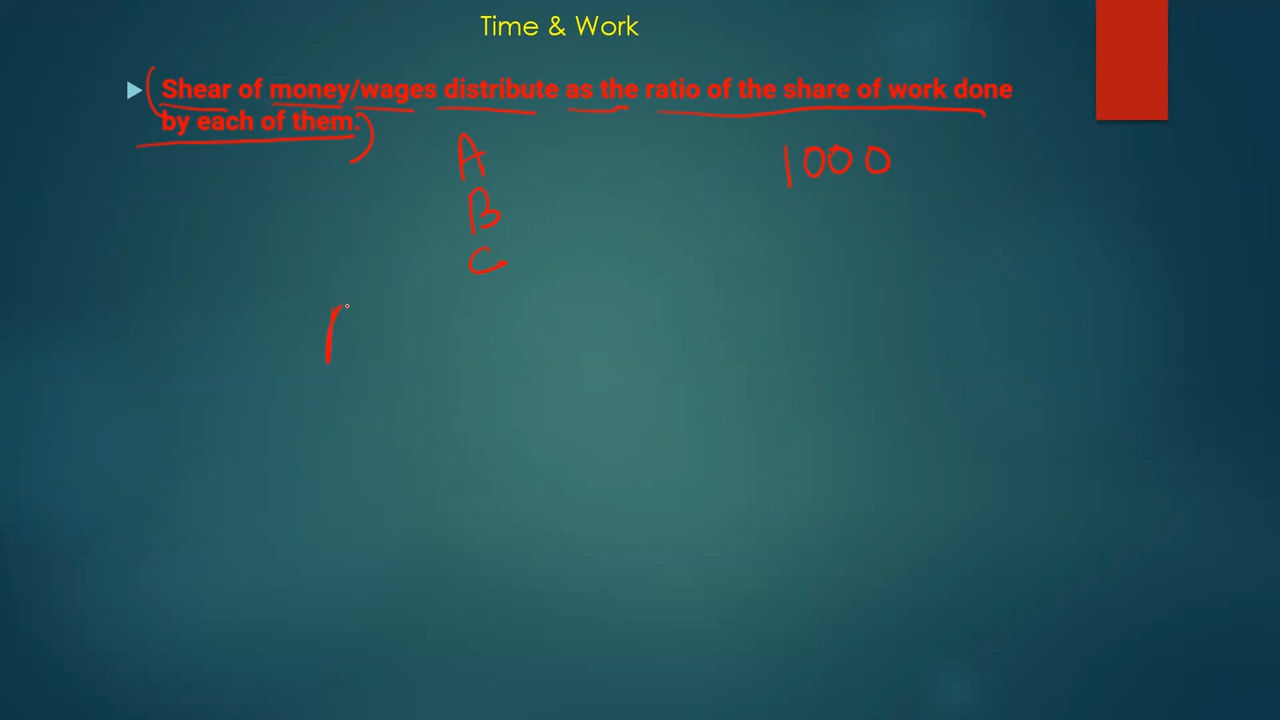 Time & Work
Shear of money/wages distribute as the ratio of the share of work done
by each of them.
A
1000
B
C